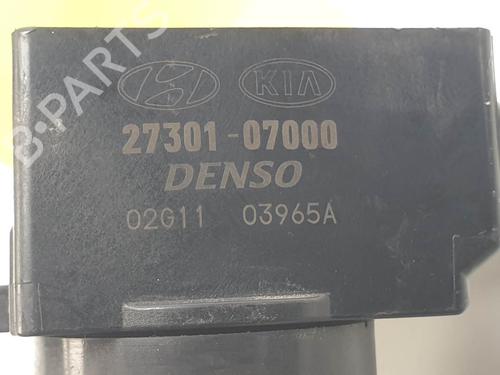 KIA
27301-07000
DENSO
02G11 03965A
B-PARTS